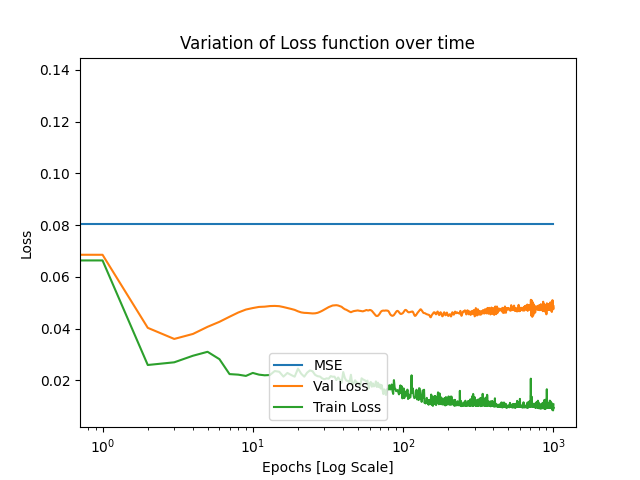 Variation of Loss function over time
0.14
0.12
0.10
0.08
0.06
0.04
0.02
Loss
MSE
Val Loss
Train Loss
10⁰ 10¹ 10² 10³
Epochs [Log Scale]